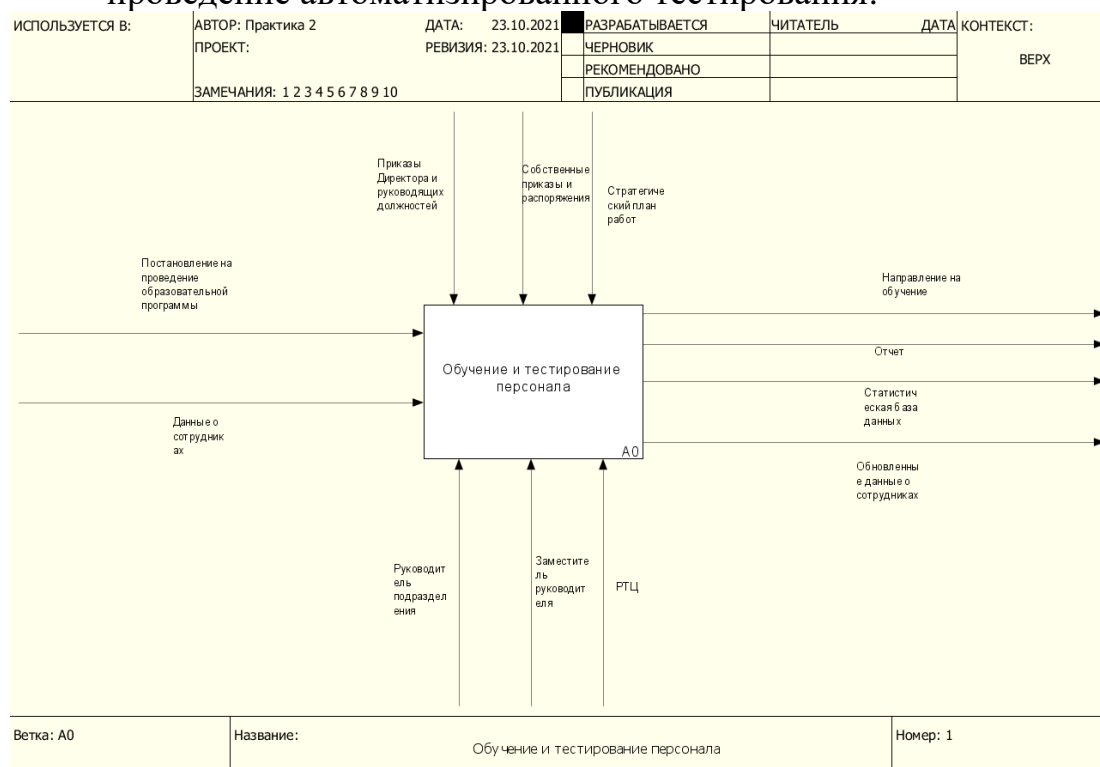 проведение автоматизированного тестирования.
ИСПОЛЬЗУЕТСЯ В:
АВТОР: Практика 2
ДАТА: 23.10.2021
РАЗРАБАТЫВАЕТСЯ
ЧИТАТЕЛЬ
ДАТА
КОНТЕКСТ:
ПРОЕКТ:
РЕВИЗИЯ: 23.10.2021
ЧЕРНОВИК
ВЕРХ
РЕКОМЕНДОВАНО
ЗАМЕЧАНИЯ: 1 2 3 4 5 6 7 8 9 10
ПУБЛИКАЦИЯ
Приказы
Директора и
руководящих
должностей
Собственные
приказы и
распоряжения
Стратегиче
ский план
работ
Постановление на
проведение
образовательной
программы
Данные о
сотрудник
ах
Обучение и тестирование
персонала
A0
Направление на
обучение
Отчет
Статистич
еская база
данных
Обновленны
е данные о
сотрудниках
Руководит
ель
подраздел
ения
Заместите
ль
руководит
еля
РТЦ
Ветка: A0
Название:
Обучение и тестирование персонала
Номер: 1